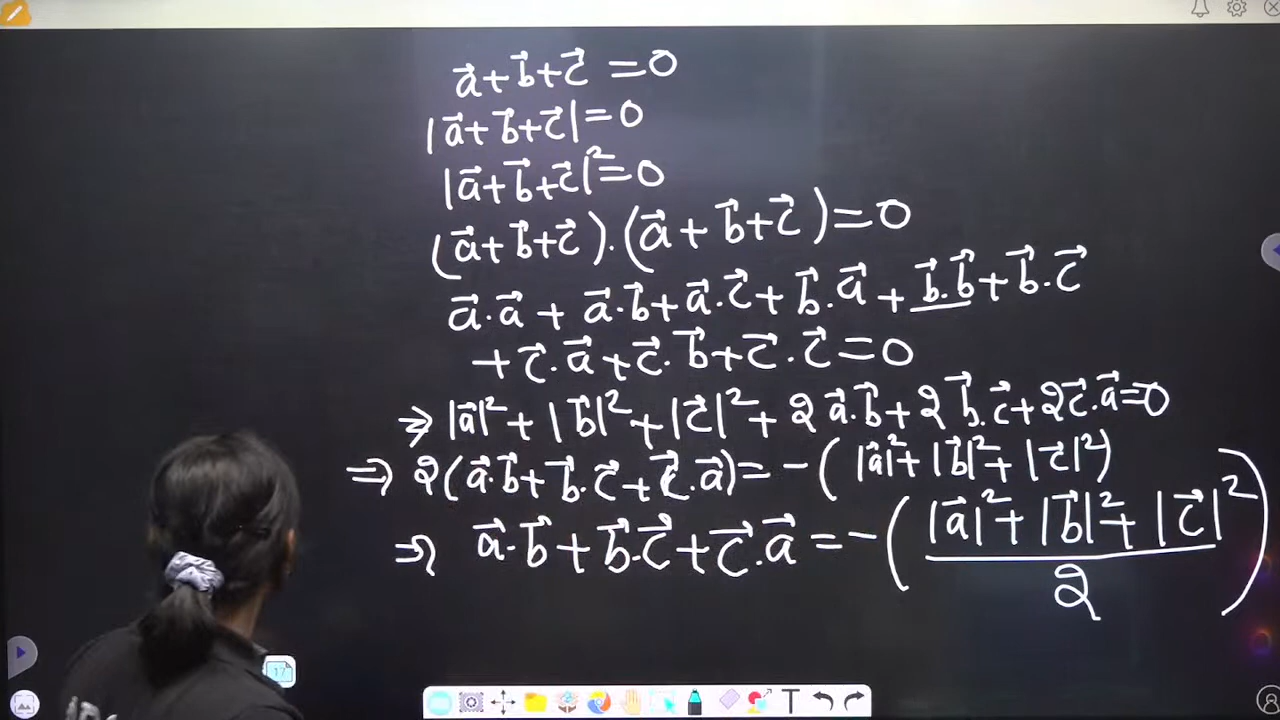 a⃗+b⃗+c⃗ =0
|a⃗+b⃗+c⃗|=0
|a⃗+b⃗+c⃗|²=0
(a⃗+b⃗+c⃗).(a⃗+b⃗+c⃗)=0
a⃗.a⃗ + a⃗.b⃗+a⃗.c⃗+b⃗.a⃗+b⃗.b⃗+b⃗.c⃗
+c⃗.a⃗+c⃗.b⃗+c⃗.c⃗=0
⇒ |a⃗|²+|b⃗|²+|c⃗|²+2a⃗.b⃗+2b⃗.c⃗+2c⃗.a⃗=0
⇒ 2(a⃗.b⃗+b⃗.c⃗+c⃗.a⃗)=-(|a⃗|²+|b⃗|²+|c⃗|²)
⇒ a⃗.b⃗+b⃗.c⃗+c⃗.a⃗=-(|a⃗|²+|b⃗|²+|c⃗|²/2)
17
T